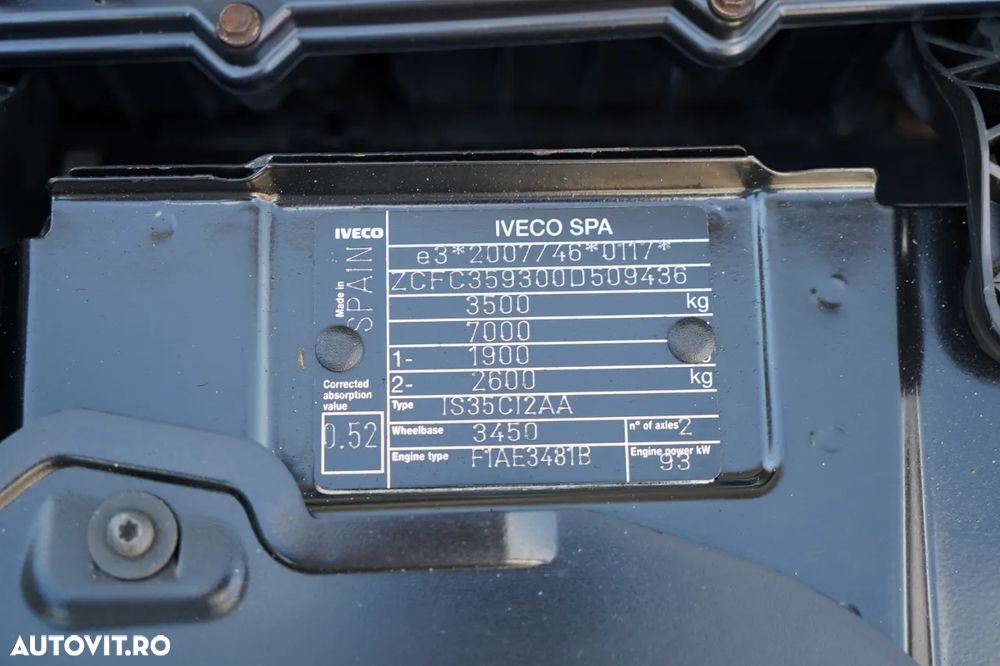 IVECO
Made in SPAIN
IVECO SPA
e3*2007/46*0117*
ZCFC359300D509436
3500 kg
7000
1- 1900
2- 2600 kg
Type IS35CI2AA
Corrected absorption value
0.52
Wheelbase 3450
n° of axles 2
Engine type F1AE3481B
Engine power kW 93
AUTOVIT.RO